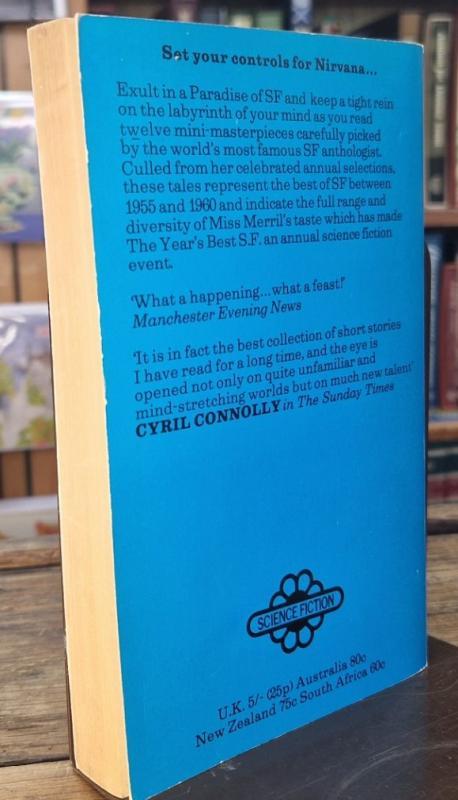 Set your controls for Nirvana...
Exult in a Paradise of SF and keep a tight rein
on the labyrinth of your mind as you read
twelve mini-masterpieces carefully picked
by the world's most famous SF anthologist.
Culled from her celebrated annual selections,
these tales represent the best of SF between
1955 and 1960 and indicate the full range and
diversity of Miss Merril's taste which has made
The Year's Best S.F. an annual science fiction
event.
'What a happening...what a feast!'
Manchester Evening News
'It is in fact the best collection of short stories
I have read for a long time, and the eye is
opened not only on quite unfamiliar and
mind-stretching worlds but on much new talent'
CYRIL CONNOLLY in The Sunday Times
SCIENCE FICTION
U.K. 5/- (25p) Australia 80c
New Zealand 75c South Africa 60c